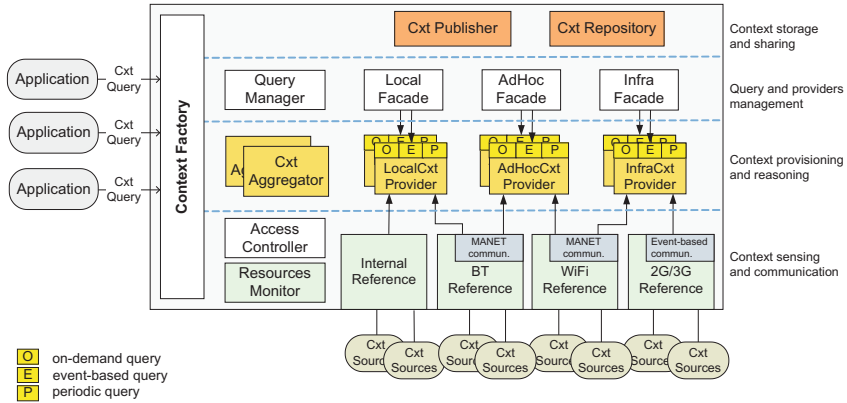 Cxt Publisher
Cxt Repository
Context storage
and sharing
Application
Cxt
Query
Application
Cxt
Query
Application
Cxt
Query
Context Factory
Query
Manager
Local
Facade
AdHoc
Facade
Infra
Facade
Query and providers
management
O E P
O E P
O E P
O E P
O E P
O E P
Cxt
Aggregator
LocalCxt
Provider
AdHocCxt
Provider
InfraCxt
Provider
Context provisioning
and reasoning
Access
Controller
Resources
Monitor
Internal
Reference
MANET
commun.
BT
Reference
MANET
commun.
WiFi
Reference
Event-based
commun.
2G/3G
Reference
Context sensing
and communication
Cxt
Sources
Cxt
Sources
Cxt
Sources
Cxt
Sources
Cxt
Sources
Cxt
Sources
Cxt
Sources
O on-demand query
E event-based query
P periodic query